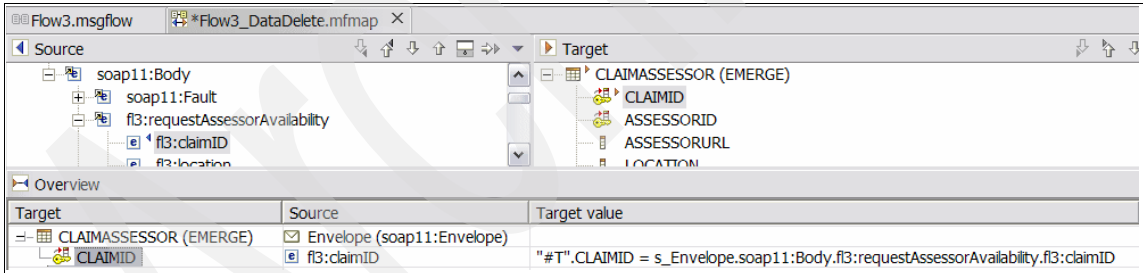 Flow3.msgflow *Flow3_DataDelete.mfmap
Source Target
soap11:Body CLAIMASSESSOR (EMERGE)
soap11:Fault CLAIMID
fl3:requestAssessorAvailability ASSESSORID
fl3:claimID ASSESSORURL
fl3:location LOCATION
Overview
Target Source Target value
CLAIMASSESSOR (EMERGE) Envelope (soap11:Envelope)
CLAIMID fl3:claimID "#T".CLAIMID = s_Envelope.soap11:Body.fl3:requestAssessorAvailability.fl3:claimID